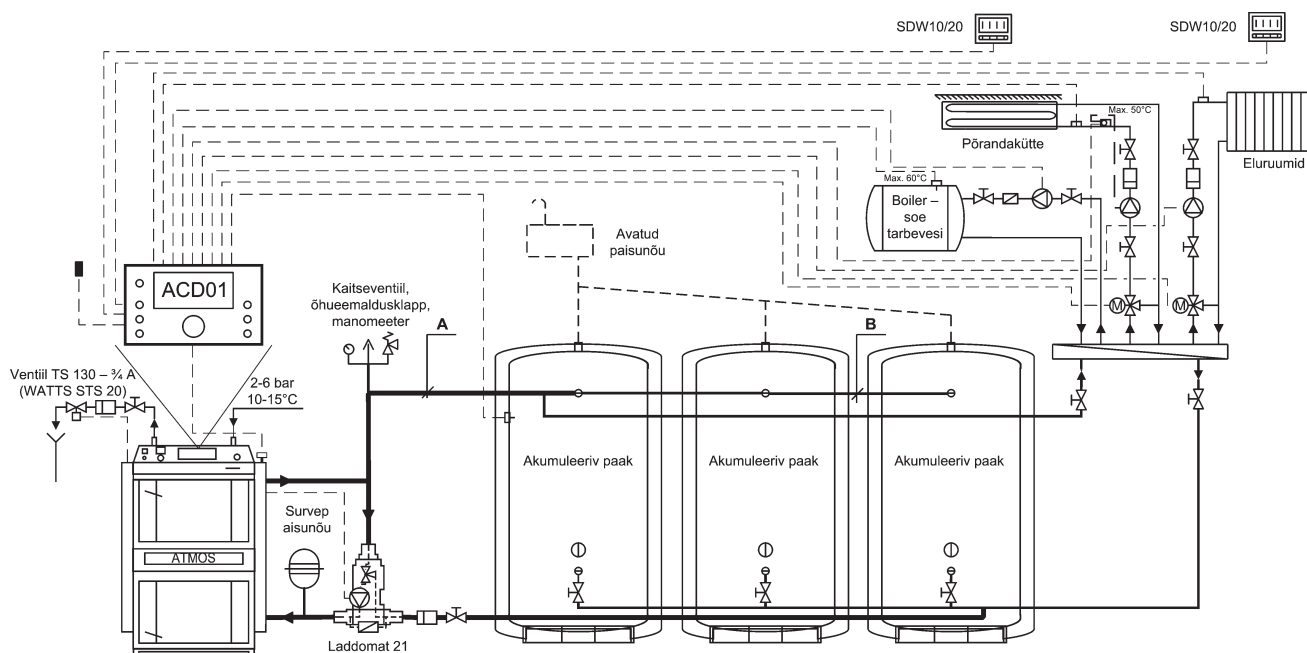 SDW10/20
SDW10/20
Max. 50°C
Põrandakütte
Eluruumid
Max. 60°C
Boiler –
soe
tarbevesi
Avatud
paisunõu
ACD01
Kaitseventiil,
õhueemaldusklapp,
manomeeter
A
B
M
M
Ventiil TS 130 – ¾ A
(WATTS STS 20)
2-6 bar
10-15°C
Akumuleeriv paak
Akumuleeriv paak
Akumuleeriv paak
Survep
aisunõu
ATMOS
Laddomat 21